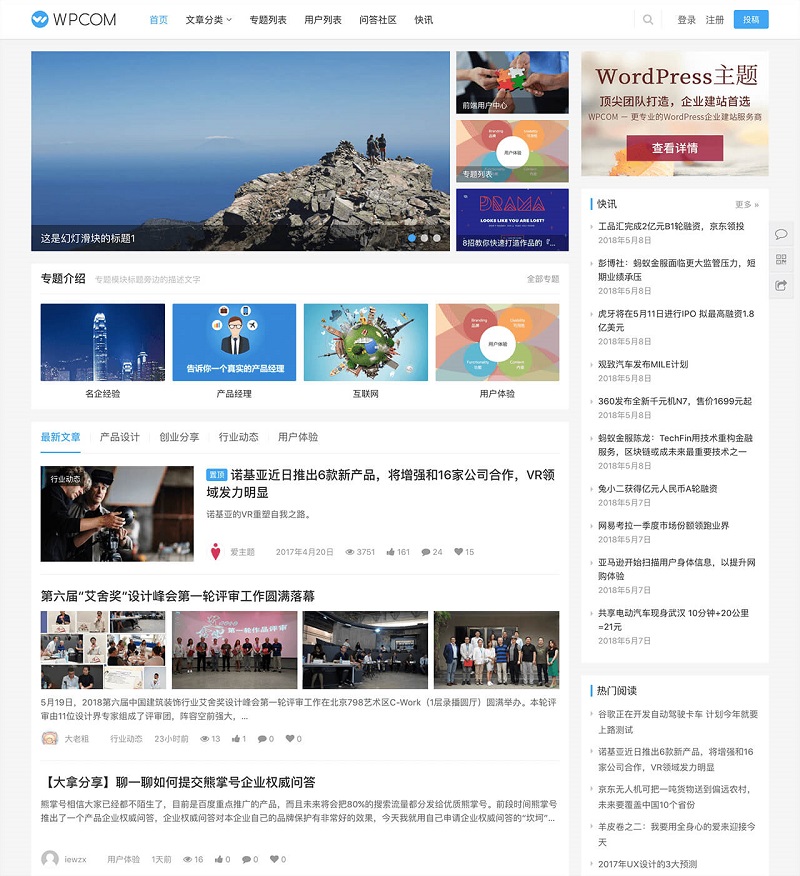 WPCOM 首页 文章分类 专题列表 用户列表 问答社区 快讯 登录 注册 投稿
这是幻灯滑块的标题1
前端用户中心
Branding
品牌
Usability
可用性
用户体验
专题列表
DRAMA
LOOKS LIKE YOU ARE LOST!
8招教你快速打造作品的『...
WordPress主题
顶尖团队打造，企业建站首选
WPCOM — 更专业的WordPress企业建站服务商
查看详情
专题介绍 专题模块标题旁边的描述文字 全部专题
告诉你一个真实的产品经理
Branding
品牌
Usability
可用性
用户体验
Functionality
功能
Content
内容
名企经验 产品经理 互联网 用户体验
最新文章 产品设计 创业分享 行业动态 用户体验
行业动态
置顶 诺基亚近日推出6款新产品，将增强和16家公司合作，VR领
域发力明显
诺基亚的VR重塑自我之路。
爱主题 2017年4月20日 3751 161 24 15
第六届“艾舍奖”设计峰会第一轮评审工作圆满落幕
第一轮作品评审
5月19日，2018第六届中国建筑装饰行业艾舍奖设计峰会第一轮评审工作在北京798艺术区C-Work（1层录播圆厅）圆满举办。本轮评
审由11位设计界专家组成了评审团，阵容空前强大，...
大老粗 行业动态 23小时前 13 1 0 0
【大拿分享】聊一聊如何提交熊掌号企业权威问答
熊掌号相信大家已经都不陌生了，目前是百度重点推广的产品，而且未来将会把80%的搜索流量都分发给优质熊掌号。前段时间熊掌号
推出了一个产品企业权威问答，企业权威问答对本企业自己的品牌保护有非常好的效果，今天我就用自己申请企业权威问答的“坎坷”...
iewzx 用户体验 1天前 16 0 0 0
快讯 更多 »
工品汇完成2亿元B1轮融资，京东领投
2018年5月8日
彭博社：蚂蚁金服面临更大监管压力，短
期业绩承压
2018年5月8日
虎牙将在5月11日进行IPO 拟最高融资1.8
亿美元
2018年5月8日
观致汽车发布MILE计划
2018年5月8日
360发布全新千元机N7，售价1699元起
2018年5月8日
蚂蚁金服陈龙：TechFin用技术重构金融
服务，区块链或成未来最重要技术之一
2018年5月8日
兔小二获得亿元人民币A轮融资
2018年5月7日
网易考拉一季度市场份额领跑业界
2018年5月7日
亚马逊开始扫描用户身体信息，以提升网
购体验
2018年5月7日
共享电动汽车现身武汉 10分钟+20公里
=21元
2018年5月7日
热门阅读
谷歌正在开发自动驾驶卡车 计划今年就要
上路测试
诺基亚近日推出6款新产品，将增强和16
家公司合作，VR领域发力明显
京东无人机可把一吨货物送到偏远农村，
未来要覆盖中国10个省份
羊皮卷之二：我要用全身心的爱来迎接今
天
2017年UX设计的3大预测